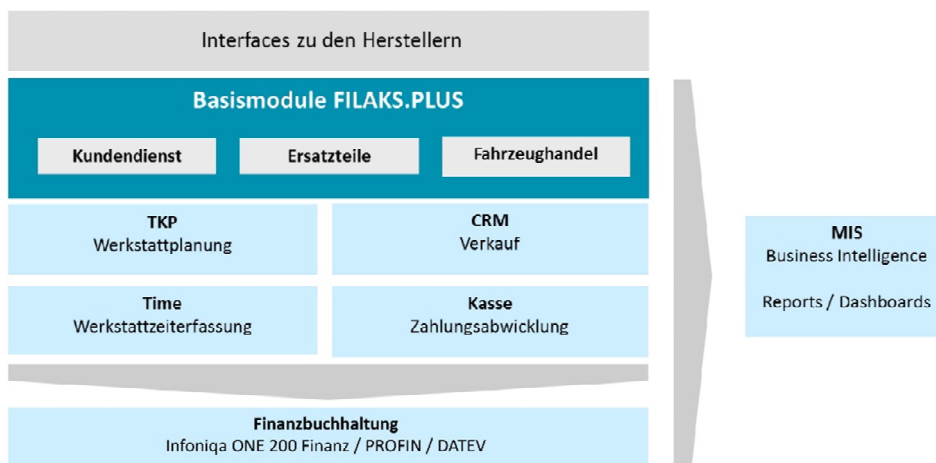 Interfaces zu den Herstellern
Basismodule FILAKS.PLUS
Kundendienst
Ersatzteile
Fahrzeughandel
TKP
Werkstattplanung
CRM
Verkauf
Time
Werkstattzeiterfassung
Kasse
Zahlungsabwicklung
Finanzbuchhaltung
Infoniqa ONE 200 Finanz / PROFIN / DATEV
MIS
Business Intelligence
Reports / Dashboards